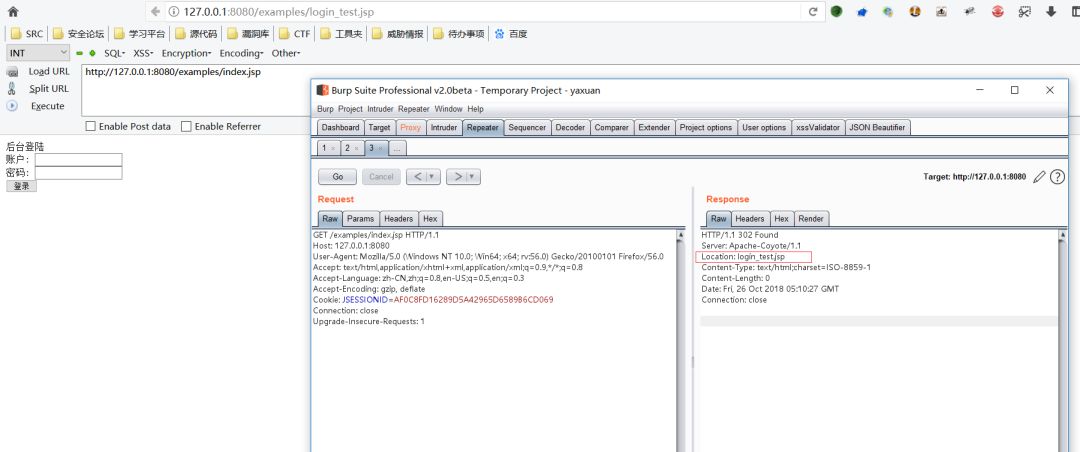 127.0.0.1:8080/examples/login_test.jsp
SRC 安全论坛 学习平台 源代码 漏洞库 CTF 工具夹 威胁情报 待办事项 百度
INT SQL- XSS- Encryption- Encoding- Other-
Load URL http://127.0.0.1:8080/examples/index.jsp
Split URL
Execute
Enable Post data Enable Referrer
后台登陆
账户:
密码:
登录
Burp Suite Professional v2.0beta - Temporary Project - yaxuan
Burp Project Intruder Repeater Window Help
Dashboard Target Proxy Intruder Repeater Sequencer Decoder Comparer Extender Project options User options xssValidator JSON Beautifier
1 × 2 × 3 × ...
Go Cancel < > Target: http://127.0.0.1:8080 ?
Request
Raw Params Headers Hex
GET /examples/index.jsp HTTP/1.1
Host: 127.0.0.1:8080
User-Agent: Mozilla/5.0 (Windows NT 10.0; Win64; x64; rv:56.0) Gecko/20100101 Firefox/56.0
Accept: text/html,application/xhtml+xml,application/xml;q=0.9,*/*;q=0.8
Accept-Language: zh-CN,zh;q=0.8,en-US;q=0.5,en;q=0.3
Accept-Encoding: gzip, deflate
Cookie: JSESSIONID=AF0C8FD16289D5A42965D6589B6CD069
Connection: close
Upgrade-Insecure-Requests: 1
Response
Raw Headers Hex Render
HTTP/1.1 302 Found
Server: Apache-Coyote/1.1
Location: login_test.jsp
Content-Type: text/html;charset=ISO-8859-1
Content-Length: 0
Date: Fri, 26 Oct 2018 05:10:27 GMT
Connection: close